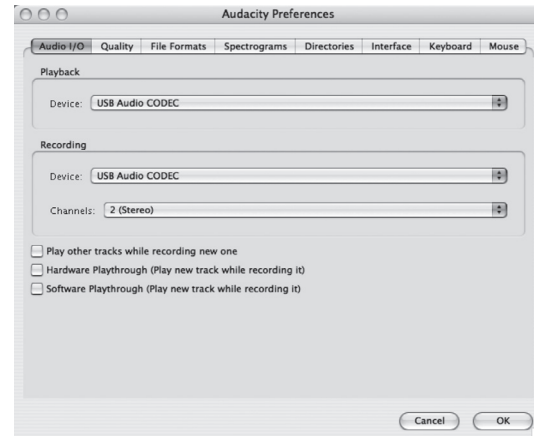 Audacity Preferences
Audio I/O Quality File Formats Spectrograms Directories Interface Keyboard Mouse
Playback
Device: USB Audio CODEC
Recording
Device: USB Audio CODEC
Channels: 2 (Stereo)
Play other tracks while recording new one
Hardware Playthrough (Play new track while recording it)
Software Playthrough (Play new track while recording it)
Cancel OK